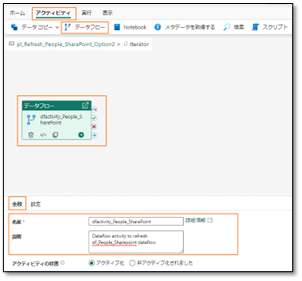 ホーム アクティビティ 実行 表示
データ コピー データフロー Notebook メタデータを取得する 検索 スクリプト
pl_Refresh_People_SharePoint_Option2 > Iterator
データフロー
dfactivity_People_S
harePoint
全般 設定
名前 * dfactivity_People_SharePoint 詳細情報
説明 Dataflow activity to refresh
df_People_Sharepoint dataflow
アクティビティの状態 アクティブ化 非アクティブ化されました